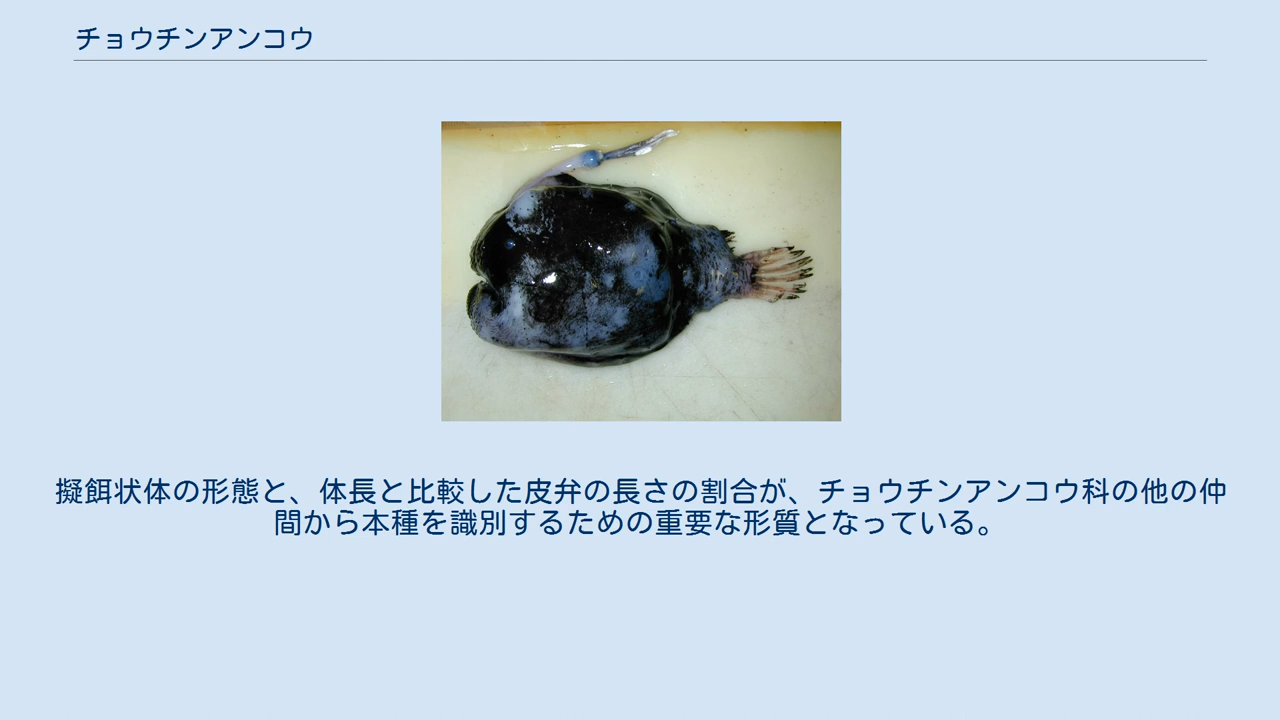 チョウチンアンコウ
擬餌状体の形態と、体長と比較した皮弁の長さの割合が、チョウチンアンコウ科の他の仲
間から本種を識別するための重要な形質となっている。